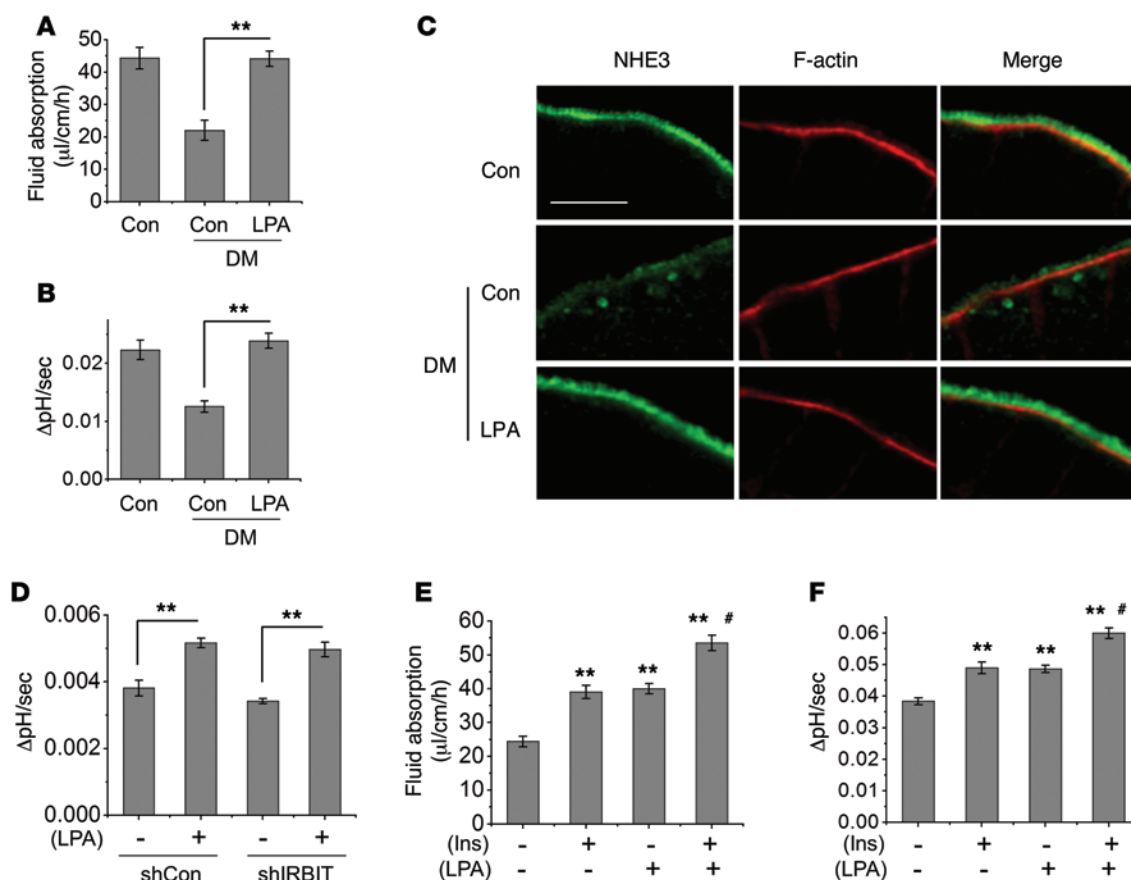 A
**
Fluid absorption
(μl/cm/h)
50
40
30
20
10
0
Con
Con
LPA
DM
B
**
ΔpH/sec
0.02
0.01
0.00
Con
Con
LPA
DM
C
NHE3
F-actin
Merge
Con
Con
DM
LPA
D
**
**
ΔpH/sec
0.006
0.004
0.002
0.000
(LPA)
- + - +
shCon
shIRBIT
E
** #
**
**
Fluid absorption
(μl/cm/h)
60
50
40
30
20
10
0
(Ins) - + - +
(LPA) - - + +
F
** #
**
**
ΔpH/sec
0.06
0.05
0.04
0.03
0.02
0.01
0.00
(Ins) - + - +
(LPA) - - + +